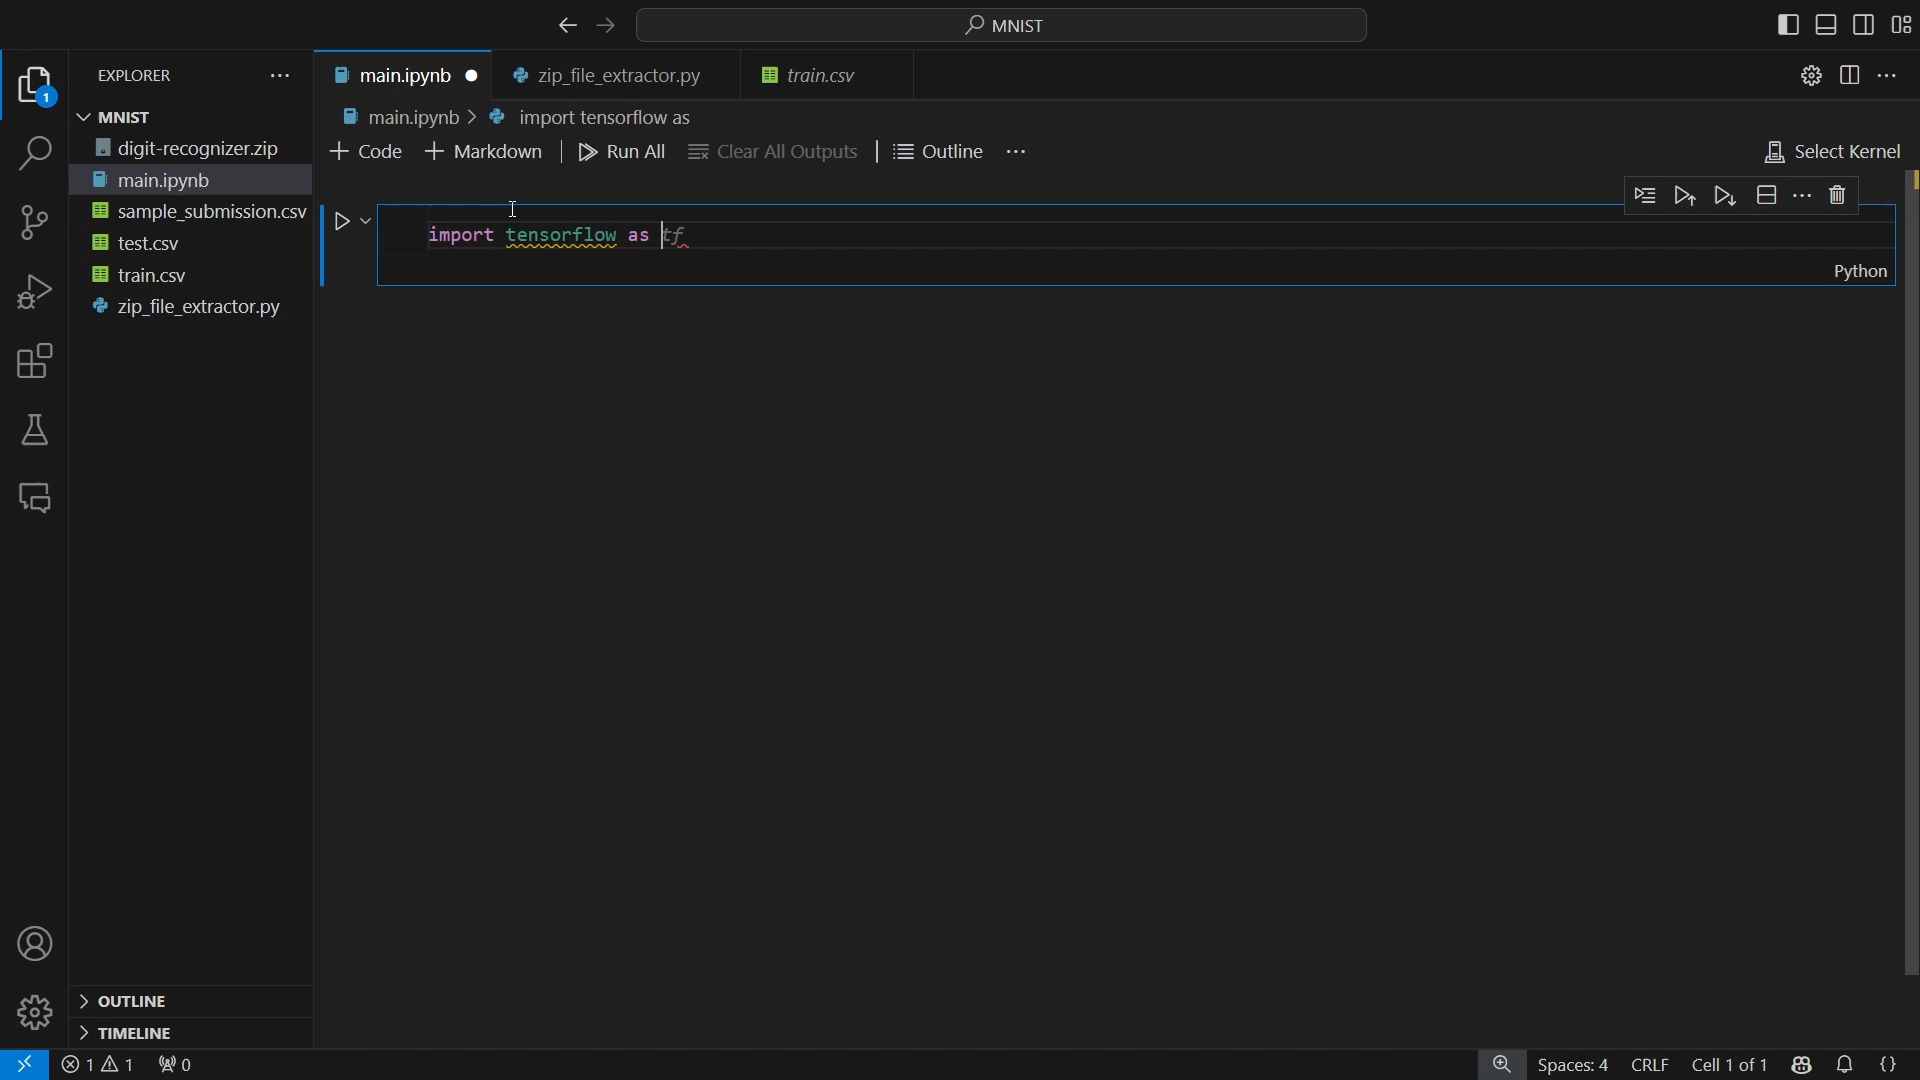 MNIST
EXPLORER
main.ipynb
zip_file_extractor.py
train.csv
1
MNIST
main.ipynb > import tensorflow as
digit-recognizer.zip
Code
Markdown
Run All
Clear All Outputs
Outline
Select Kernel
main.ipynb
sample_submission.csv
import tensorflow as tf
test.csv
Python
train.csv
zip_file_extractor.py
OUTLINE
TIMELINE
1 1 0
Spaces: 4
CRLF
Cell 1 of 1
{}